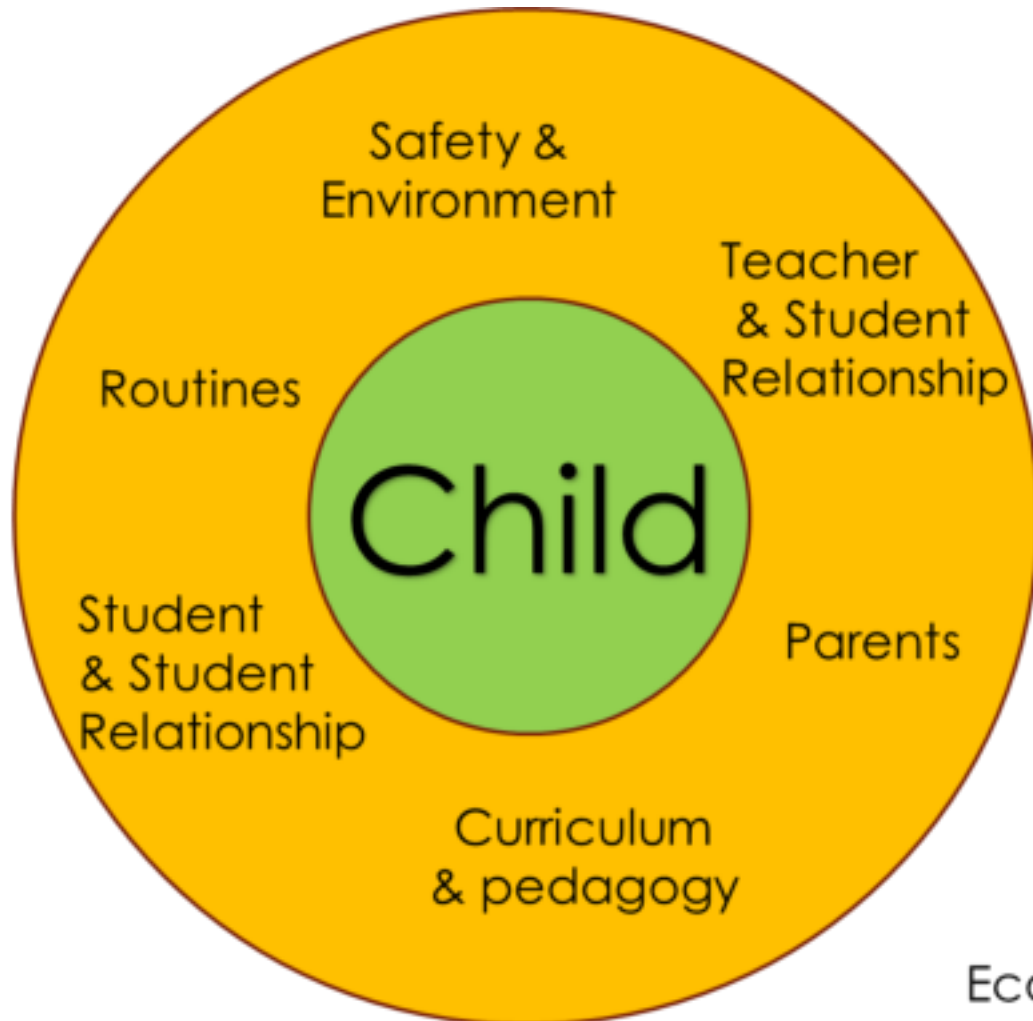 Safety &
Environment
Teacher
& Student
Relationship
Routines
Child
Student
& Student
Relationship
Parents
Curriculum
& pedagogy